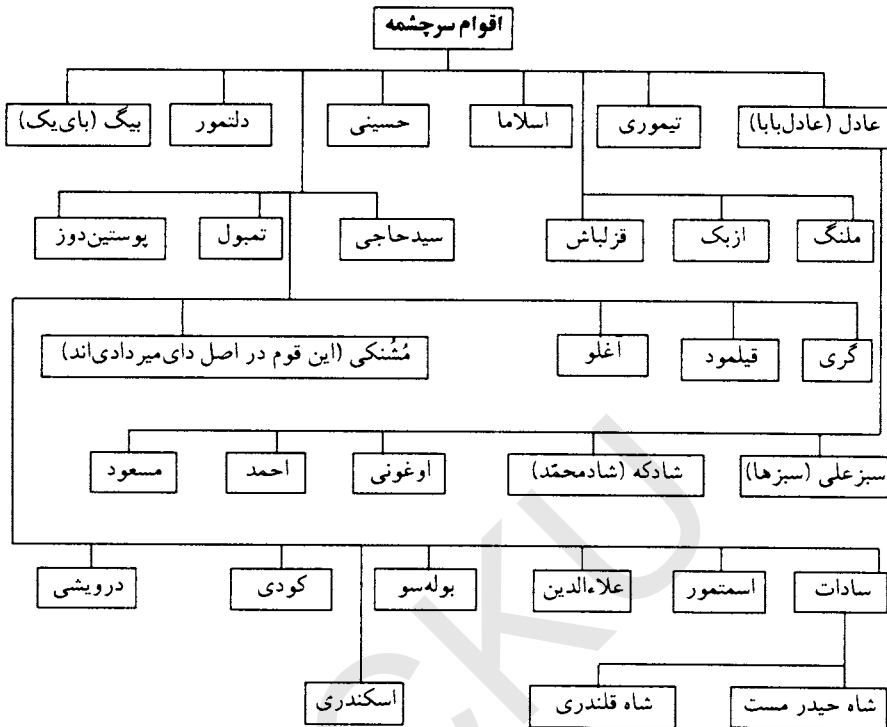 اقوام سرچشمه
عادل (عادل‌بابا)
تیموری
اسلاما
حسینی
دلتمور
بیگ (بای‌یک)
ملنگ
ازبک
قزلباش
سیدحاجی
تمبول
پوستین‌دوز
گری
قیلمود
آغلو
مُشنکی (این قوم در اصل دای‌میردادی‌اند)
سبزعلی (سبزها)
شادکه (شادمحمّد)
اوغونی
احمد
مسعود
سادات
اسمتمور
علاءالدین
بوله‌سو
کودی
درویشی
شاه حیدر مست
شاه قلندری
اسکندری
CKU